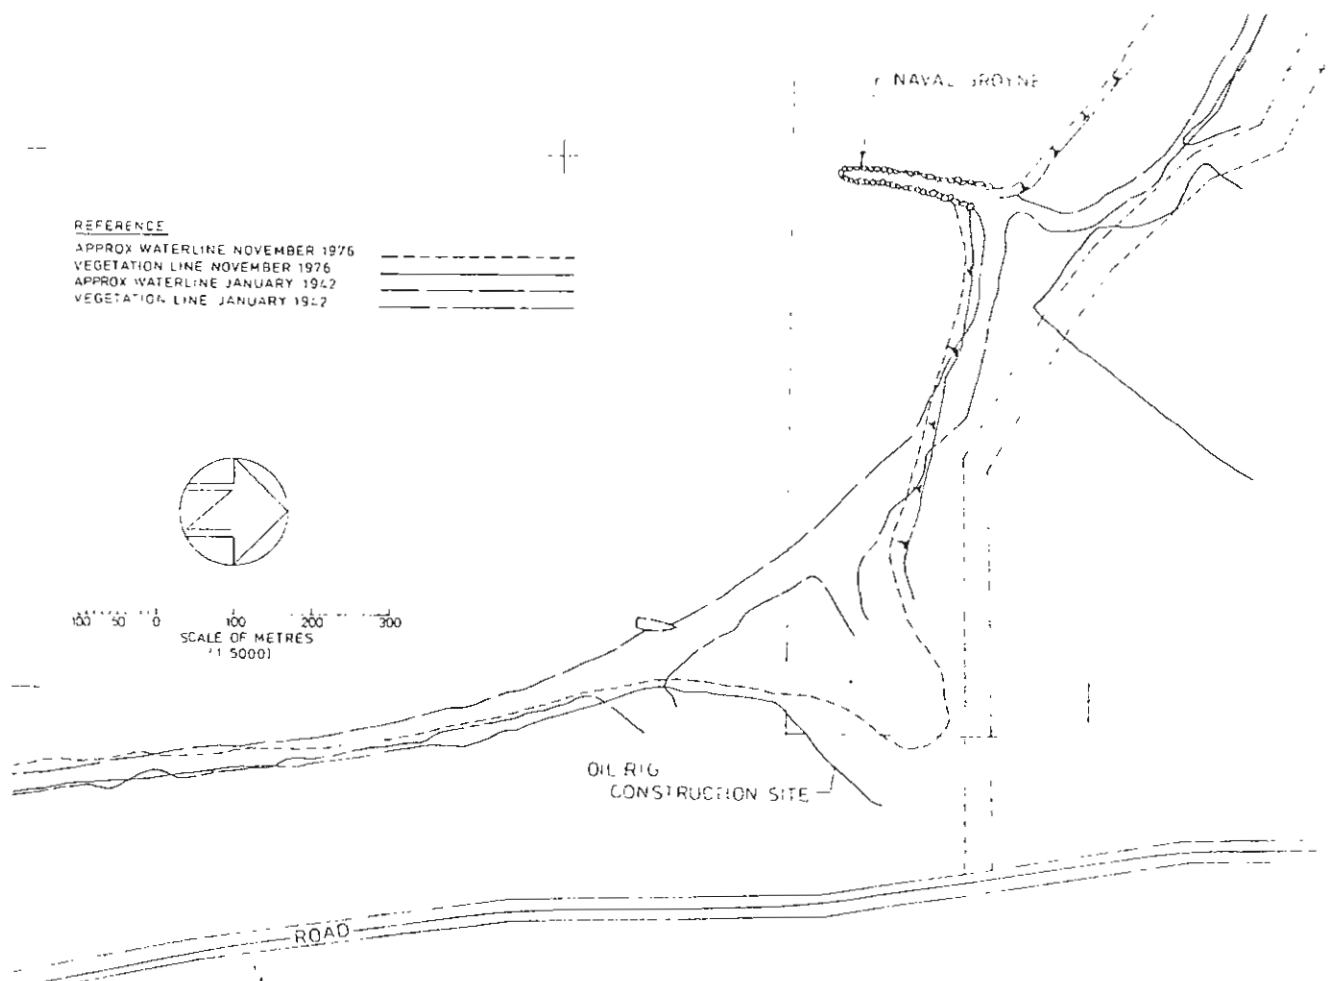 NAVAL GROYNE
REFERENCE
APPROX WATERLINE NOVEMBER 1976
VEGETATION LINE NOVEMBER 1976
APPROX WATERLINE JANUARY 1942
VEGETATION LINE JANUARY 1942
100 50 0 100 200 300
SCALE OF METRES
(1:5000)
OIL RIG
CONSTRUCTION SITE
ROAD